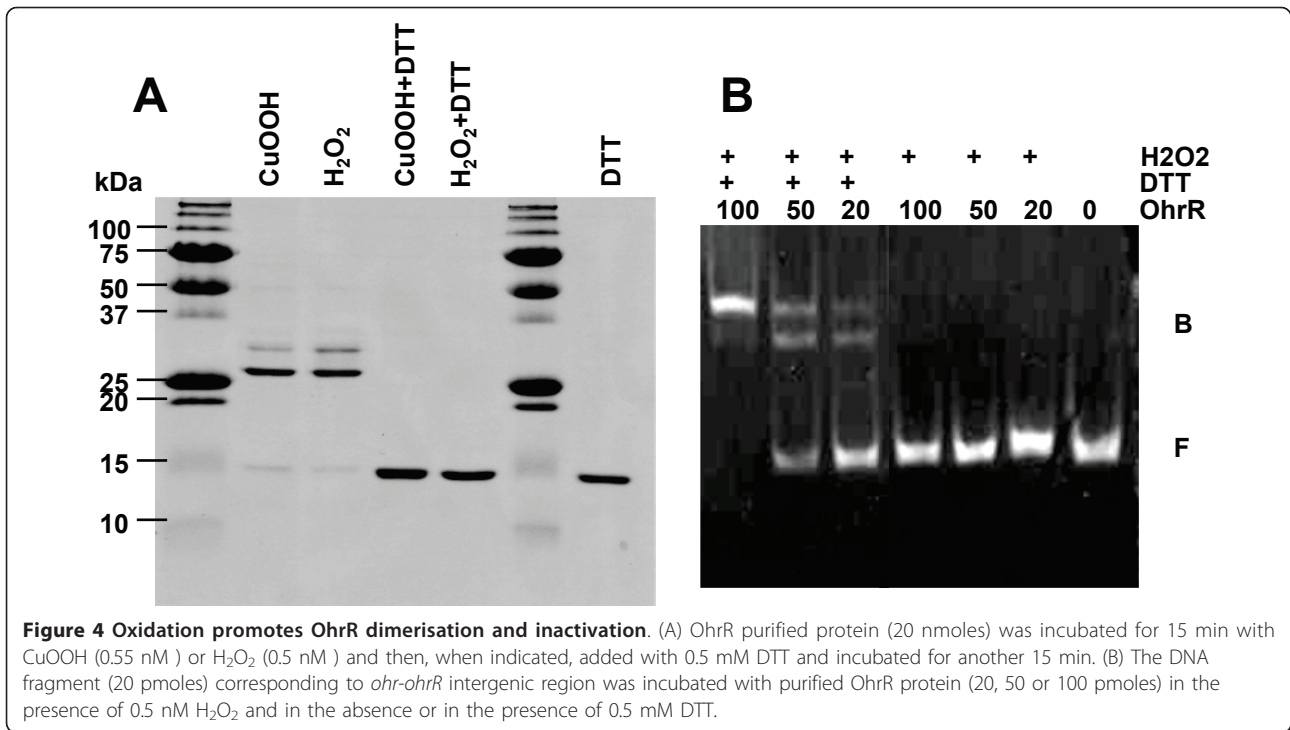 A
CuOOH
H₂O₂
CuOOH+DTT
H₂O₂+DTT
DTT
kDa
100
75
50
37
25
20
15
10
B
+ + + + + + H2O2
+ + + DTT
100 50 20 100 50 20 0 OhrR
B
F
Figure 4 Oxidation promotes OhrR dimerisation and inactivation. (A) OhrR purified protein (20 nmoles) was incubated for 15 min with
CuOOH (0.55 nM ) or H₂O₂ (0.5 nM ) and then, when indicated, added with 0.5 mM DTT and incubated for another 15 min. (B) The DNA
fragment (20 pmoles) corresponding to ohr-ohrR intergenic region was incubated with purified OhrR protein (20, 50 or 100 pmoles) in the
presence of 0.5 nM H₂O₂ and in the absence or in the presence of 0.5 mM DTT.